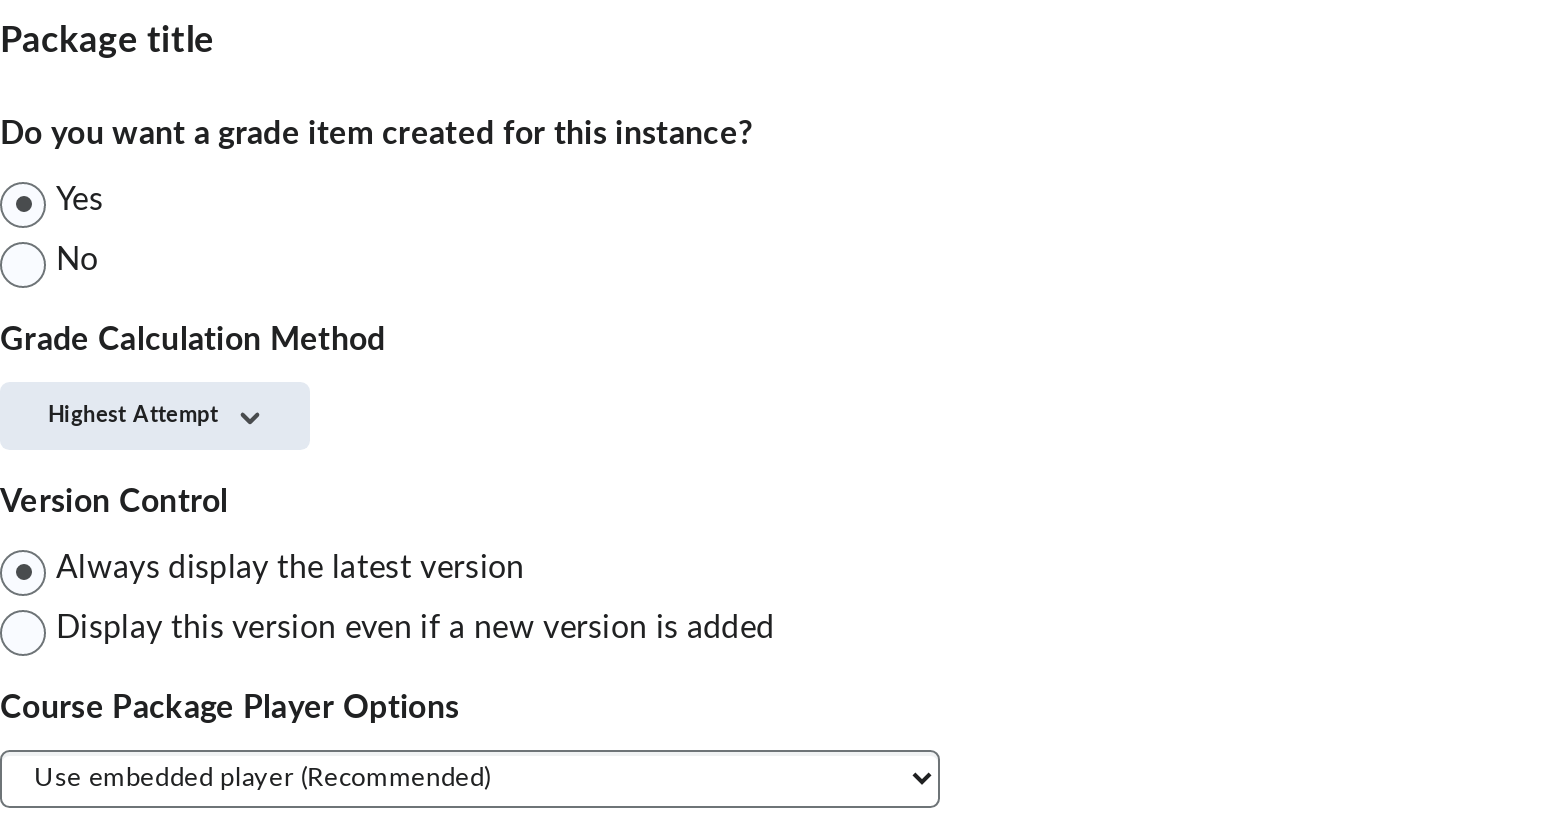 Package title
Do you want a grade item created for this instance?
Yes
No
Grade Calculation Method
Highest Attempt
Version Control
Always display the latest version
Display this version even if a new version is added
Course Package Player Options
Use embedded player (Recommended)